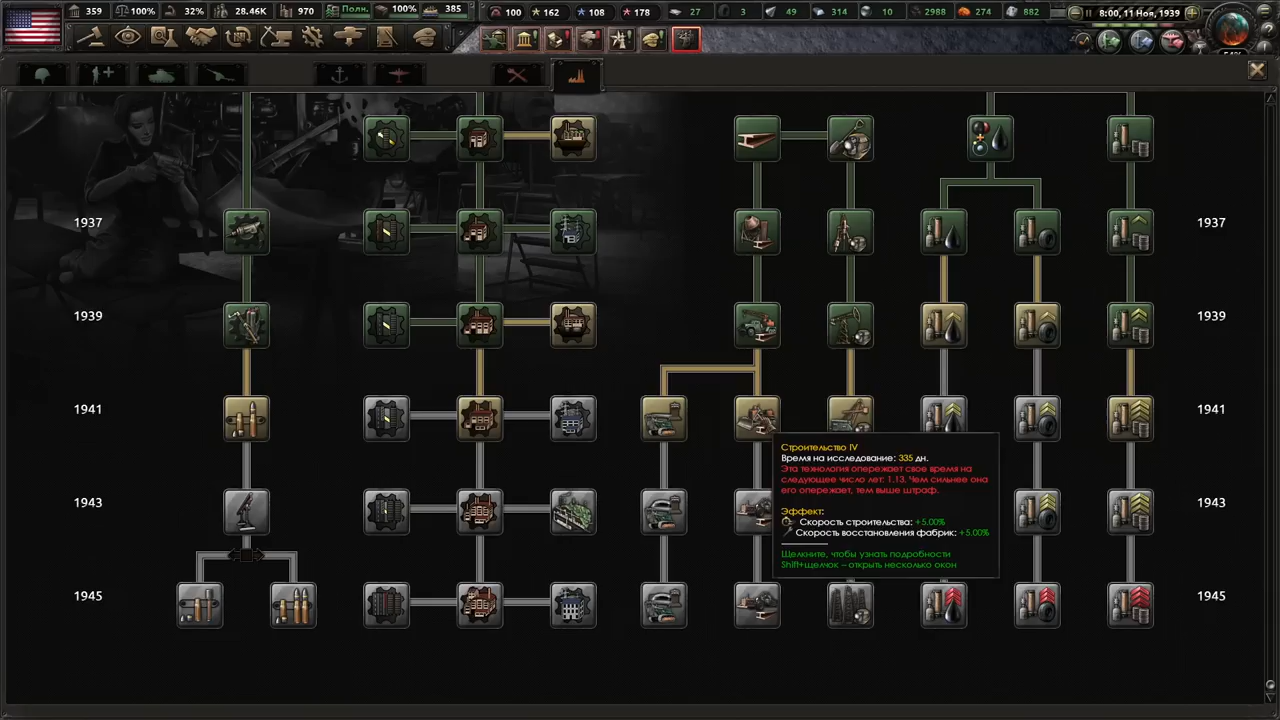 359 100% 32% 28.46K 970 Полн. 100% 385 100 162 108 178 27 3 49 314 10 2988 274 882 8:00, 11 Ноя, 1939
54%
1937 1937
1939 1939
1941 1941
Строительство IV
Время на исследование: 335 дн.
Эта технология опережает свое время на
следующее число лет: 1,13. Чем сильнее она
его опережает, тем выше штраф.
1943 1943
Эффект:
Скорость строительства: +5.00%
Скорость восстановления фабрик: +5.00%
Щелкните, чтобы узнать подробности
Shift+щелчок – открыть несколько окон
1945 1945